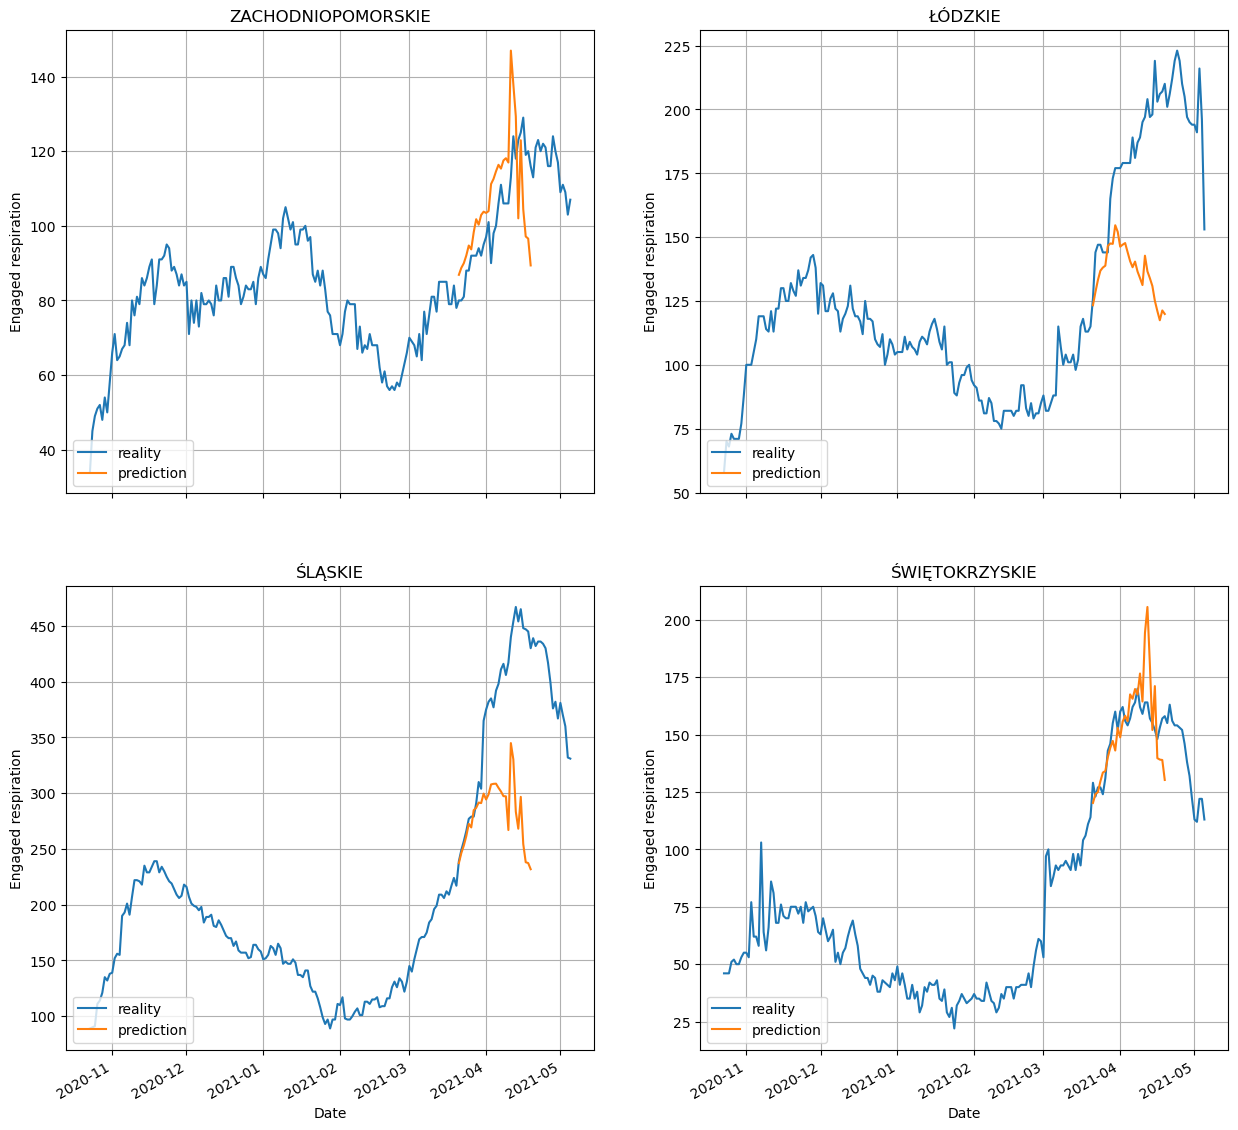 ZACHODNIOPOMORSKIE
Engaged respiration
140
120
100
80
60
40
reality
prediction
ŁÓDZKIE
Engaged respiration
225
200
175
150
125
100
75
50
reality
prediction
ŚLĄSKIE
Engaged respiration
450
400
350
300
250
200
150
100
reality
prediction
2020-11
2020-12
2021-01
2021-02
2021-03
2021-04
2021-05
Date
ŚWIĘTOKRZYSKIE
Engaged respiration
200
175
150
125
100
75
50
25
reality
prediction
2020-11
2020-12
2021-01
2021-02
2021-03
2021-04
2021-05
Date